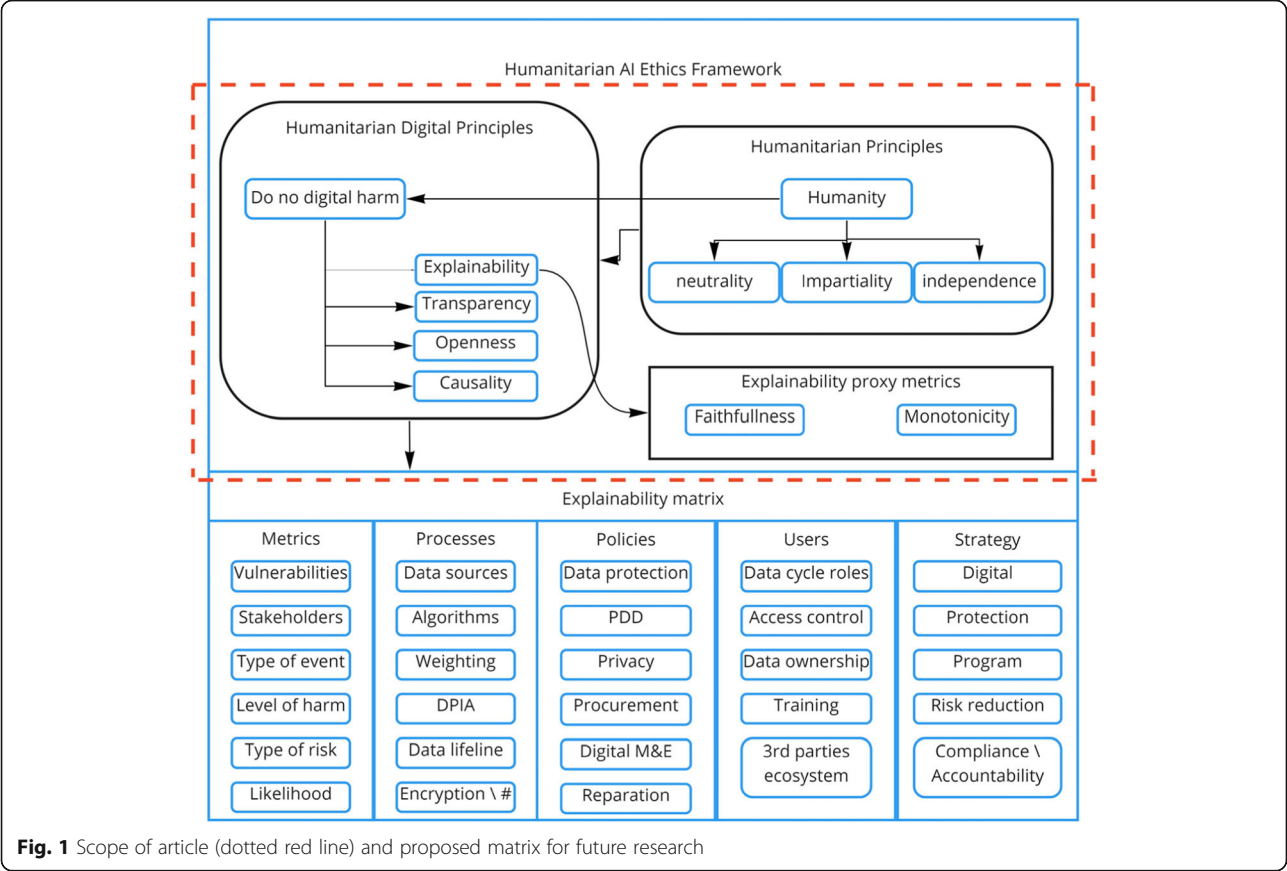 Humanitarian AI Ethics Framework
Humanitarian Digital Principles
Do no digital harm
Explainability
Transparency
Openness
Causality
Humanitarian Principles
Humanity
neutrality
Impartiality
independence
Explainability proxy metrics
Faithfullness
Monotonicity
Explainability matrix
Metrics
Vulnerabilities
Stakeholders
Type of event
Level of harm
Type of risk
Likelihood
Processes
Data sources
Algorithms
Weighting
DPIA
Data lifeline
Encryption \ #
Policies
Data protection
PDD
Privacy
Procurement
Digital M&E
Reparation
Users
Data cycle roles
Access control
Data ownership
Training
3rd parties
ecosystem
Strategy
Digital
Protection
Program
Risk reduction
Compliance \
Accountability
Fig. 1 Scope of article (dotted red line) and proposed matrix for future research